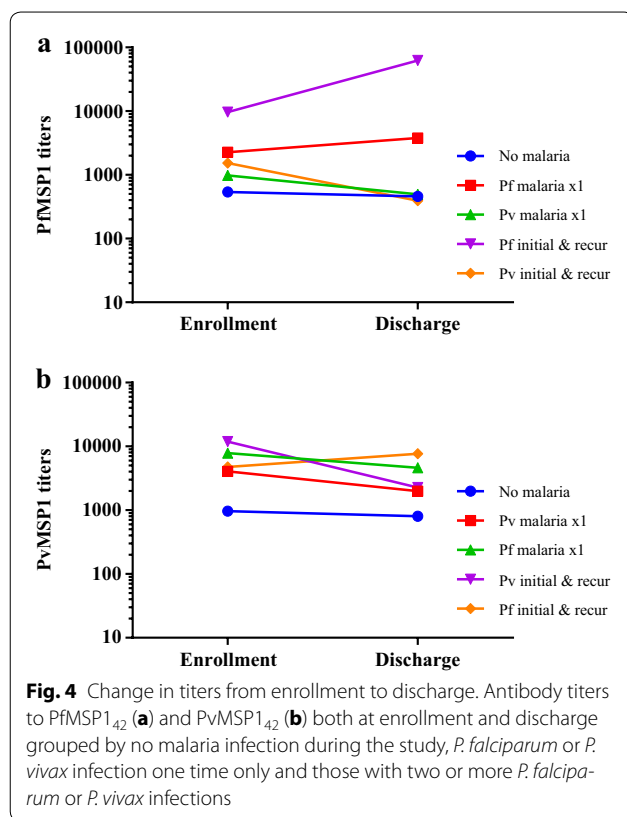 a
PfMSP1 titers
100000
10000
1000
100
10
Enrollment Discharge
No malaria
Pf malaria x1
Pv malaria x1
Pf initial & recur
Pv initial & recur
b
PvMSP1 titers
100000
10000
1000
100
10
Enrollment Discharge
No malaria
Pv malaria x1
Pf malaria x1
Pv initial & recur
Pf initial & recur
Fig. 4 Change in titers from enrollment to discharge. Antibody titers
to PfMSP1₄₂ (a) and PvMSP1₄₂ (b) both at enrollment and discharge
grouped by no malaria infection during the study, P. falciparum or P.
vivax infection one time only and those with two or more P. falcipa-
rum or P. vivax infections